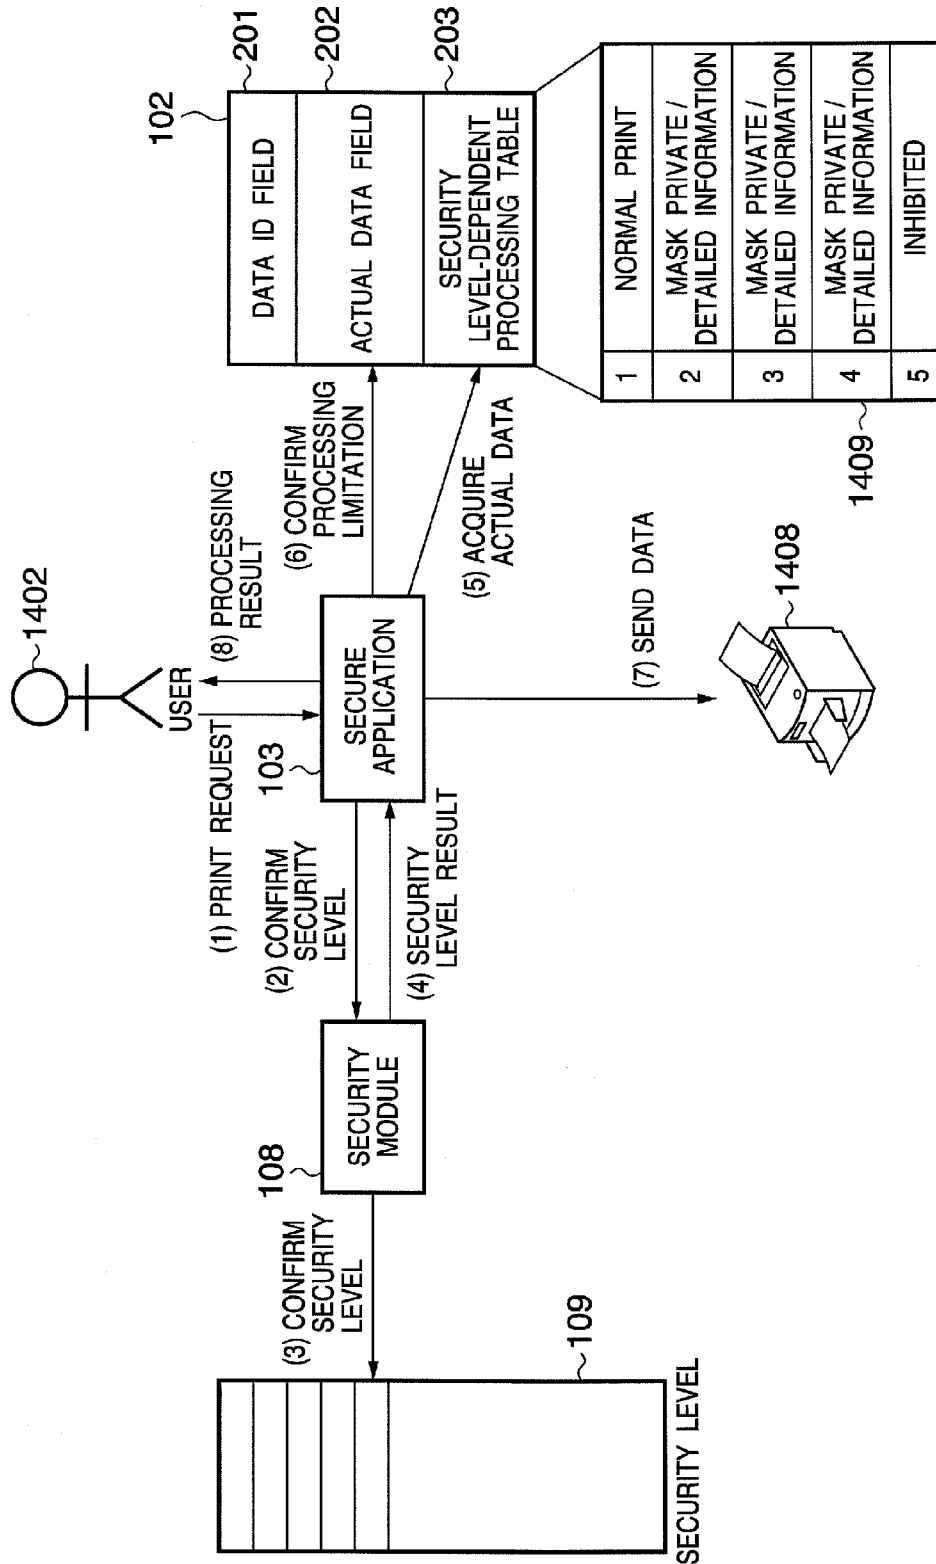 1402
USER
(1) PRINT REQUEST
(8) PROCESSING
RESULT
103
SECURE
APPLICATION
(2) CONFIRM
SECURITY
LEVEL
(4) SECURITY
LEVEL RESULT
108
SECURITY
MODULE
(3) CONFIRM
SECURITY
LEVEL
109
SECURITY LEVEL
(6) CONFIRM
PROCESSING
LIMITATION
(5) ACQUIRE
ACTUAL DATA
(7) SEND DATA
1408
102
DATA ID FIELD
201
ACTUAL DATA FIELD
202
SECURITY
LEVEL-DEPENDENT
PROCESSING TABLE
203
1 NORMAL PRINT
2 MASK PRIVATE /
DETAILED INFORMATION
3 MASK PRIVATE /
DETAILED INFORMATION
4 MASK PRIVATE /
DETAILED INFORMATION
5 INHIBITED
1409